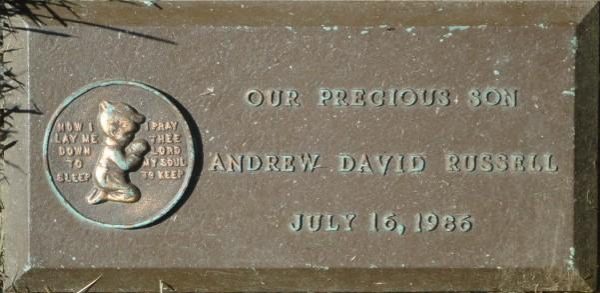 NOW I
LAY ME
DOWN
TO
SLEEP
I PRAY
THEE
LORD
MY SOUL
TO KEEP
OUR PRECIOUS SON
ANDREW DAVID RUSSELL
JULY 16, 1986